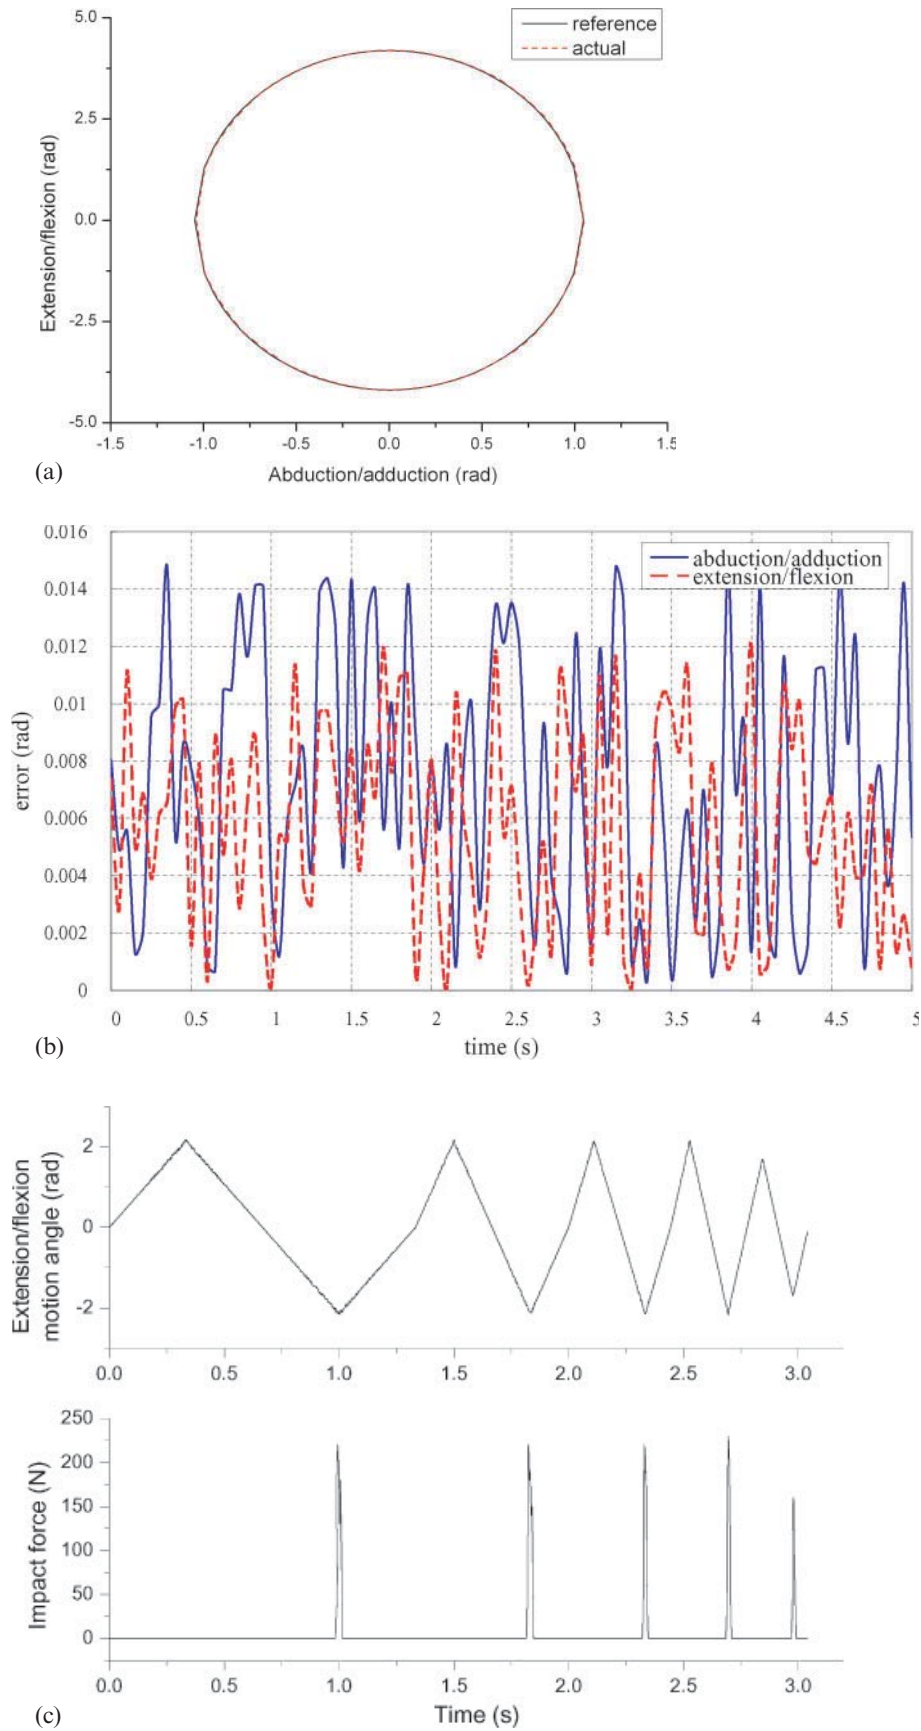 5.0
reference
actual
2.5
Extension/flexion (rad)
0.0
-2.5
-5.0
-1.5 -1.0 -0.5 0.0 0.5 1.0 1.5
Abduction/adduction (rad)
(a)
0.016
abduction/adduction
extension/flexion
0.014
0.012
0.01
error (rad)
0.008
0.006
0.004
0.002
0
0 0.5 1 1.5 2 2.5 3 3.5 4 4.5 5
time (s)
(b)
Extension/flexion
motion angle (rad)
2
0
-2
0.0 0.5 1.0 1.5 2.0 2.5 3.0
250
200
Impact force (N)
150
100
50
0
0.0 0.5 1.0 1.5 2.0 2.5 3.0
Time (s)
(c)